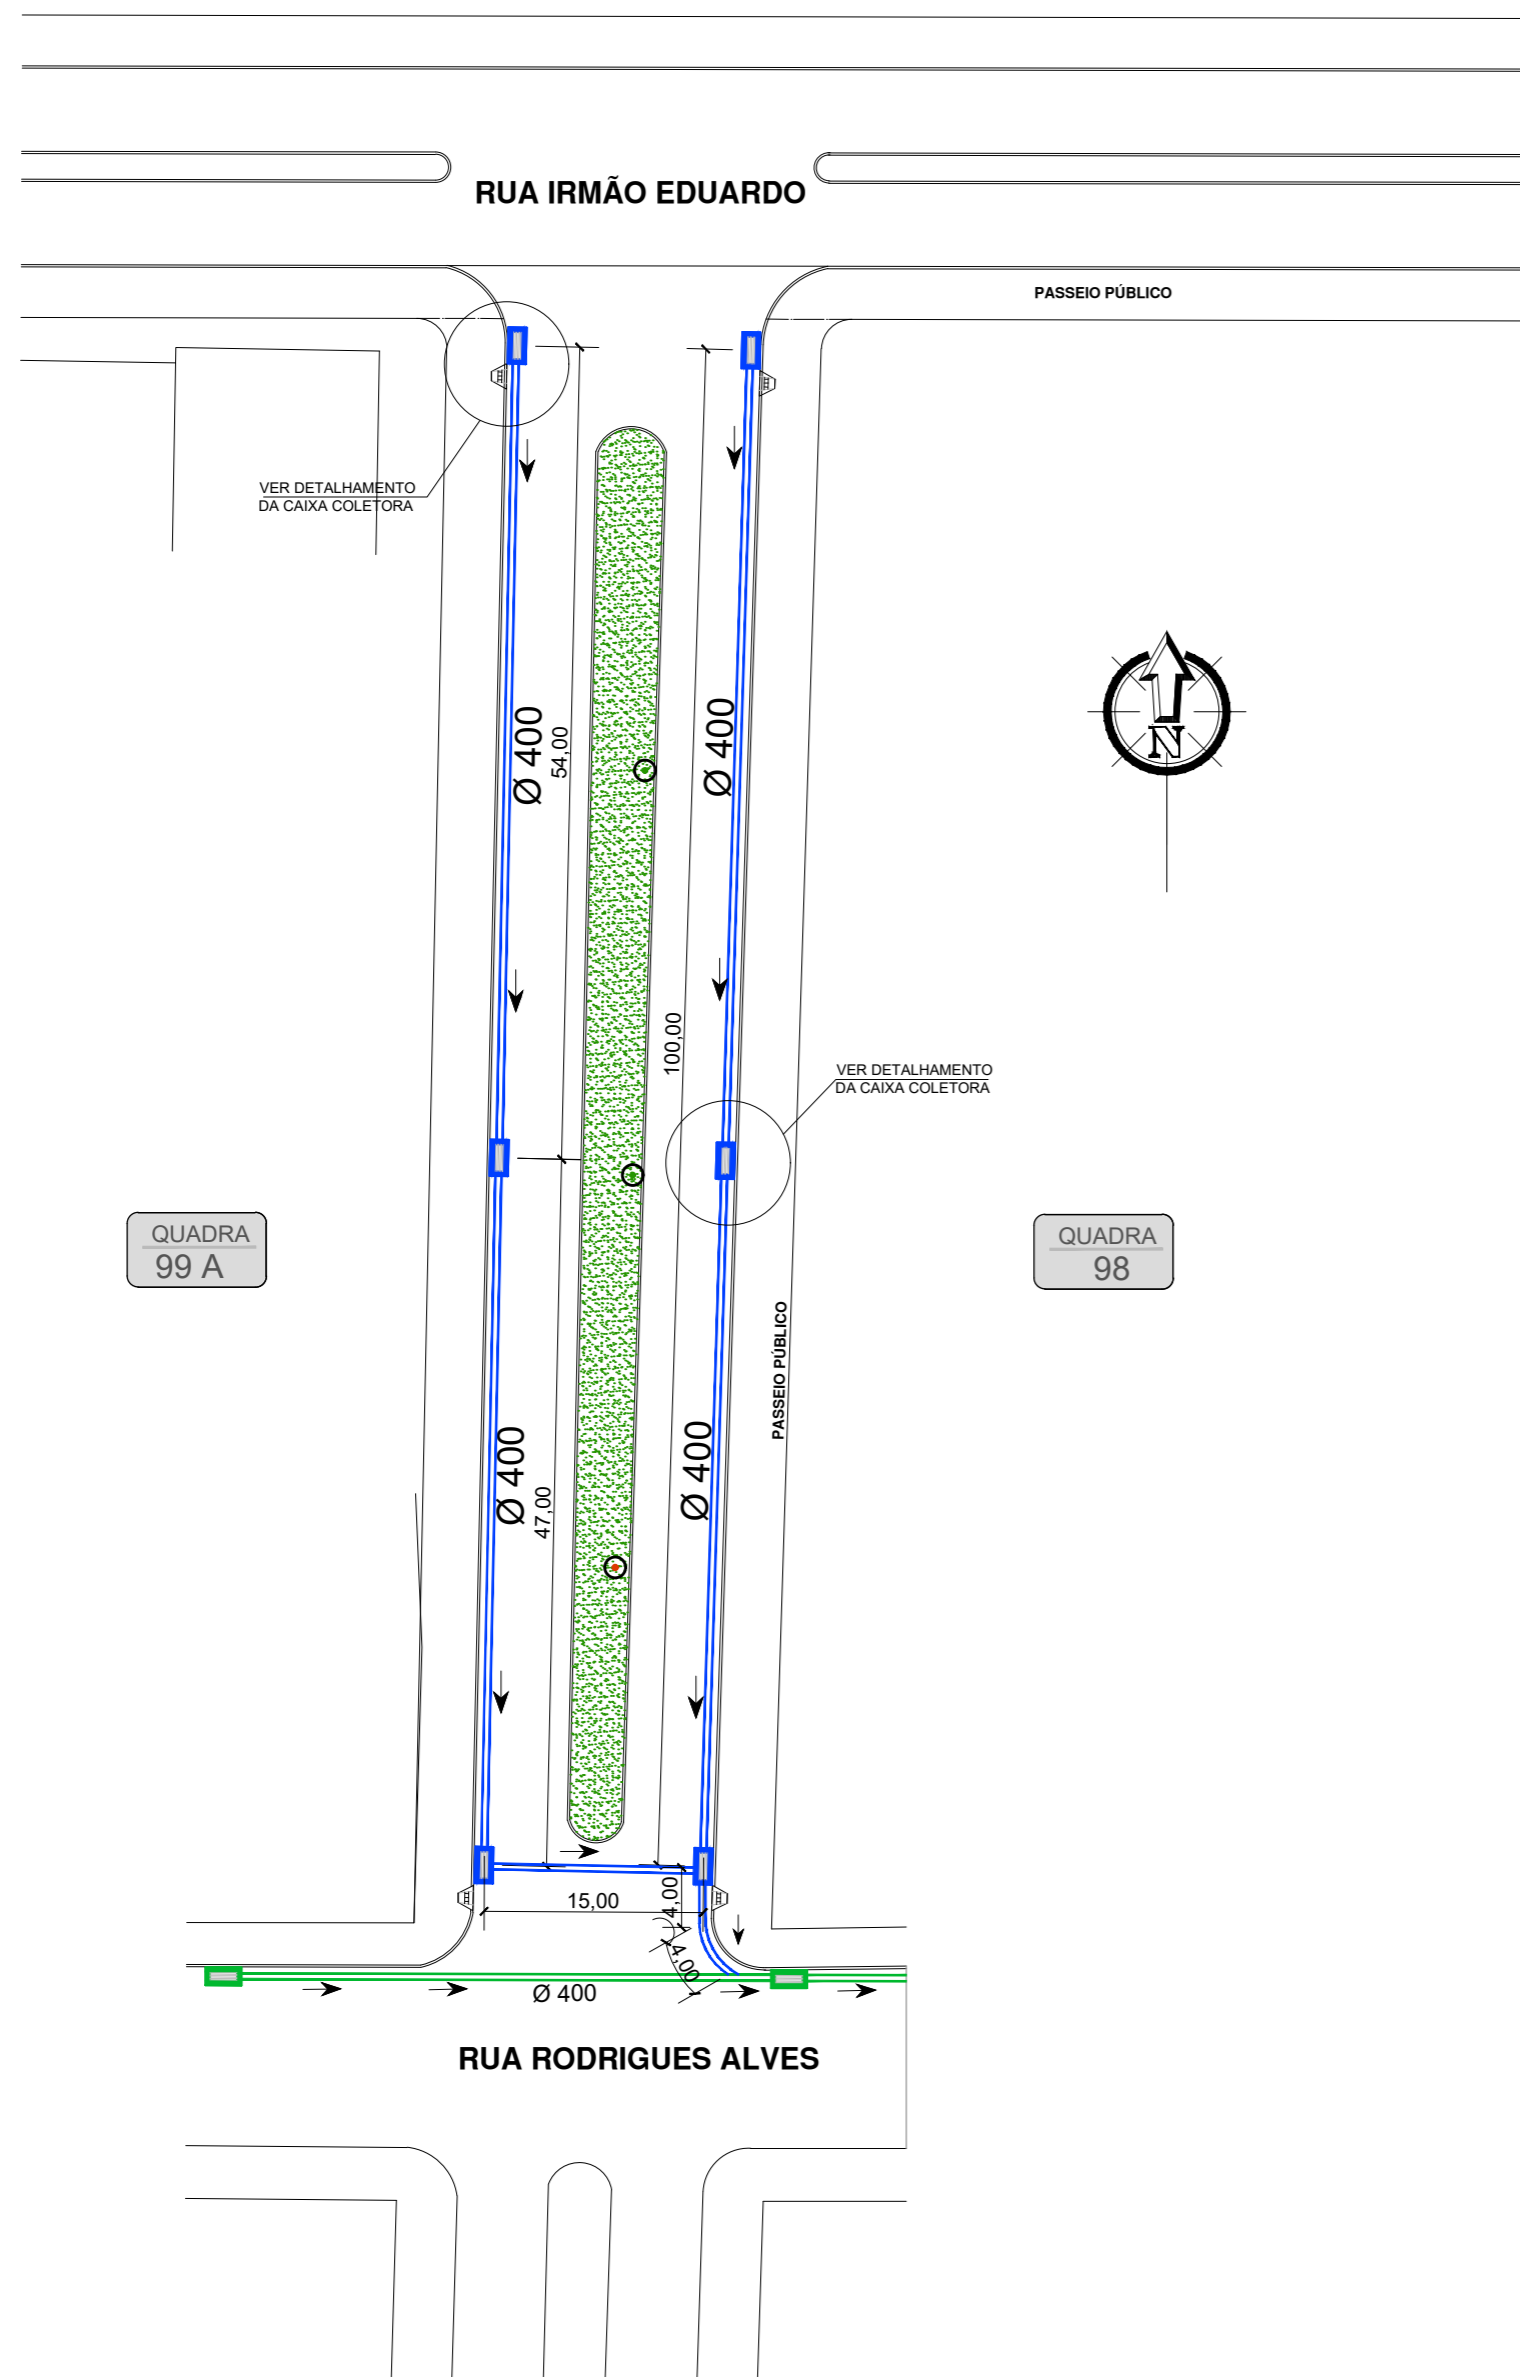 RUA IRMÃO EDUARDO
PASSEIO PÚBLICO
VER DETALHAMENTO
DA CAIXA COLETORA
Ø 400
54,00
Ø 400
N
100,00
VER DETALHAMENTO
DA CAIXA COLETORA
QUADRA
99 A
QUADRA
98
PASSEIO PÚBLICO
Ø 400
47,00
Ø 400
15,00
4,00
4,00
Ø 400
RUA RODRIGUES ALVES